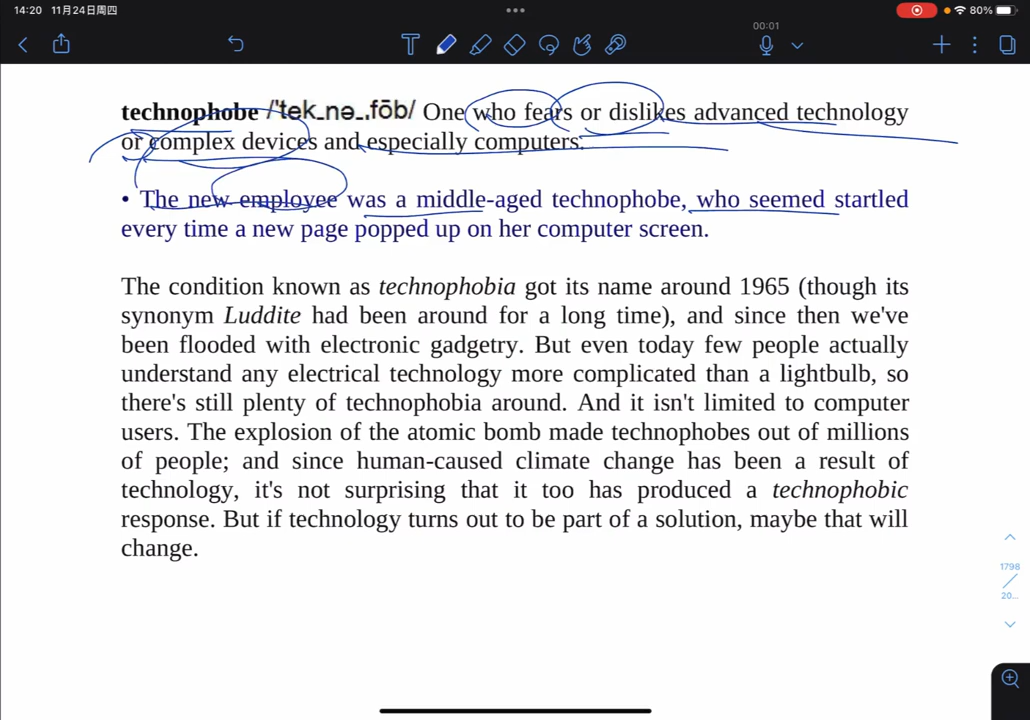 14:20 11月24日周四
80%
00:01
technophobe /ˈtek-nə-ˌfōb/ One who fears or dislikes advanced technology
or complex devices and especially computers.
• The new employee was a middle-aged technophobe, who seemed startled
every time a new page popped up on her computer screen.
The condition known as technophobia got its name around 1965 (though its
synonym Luddite had been around for a long time), and since then we've
been flooded with electronic gadgetry. But even today few people actually
understand any electrical technology more complicated than a lightbulb, so
there's still plenty of technophobia around. And it isn't limited to computer
users. The explosion of the atomic bomb made technophobes out of millions
of people; and since human-caused climate change has been a result of
technology, it's not surprising that it too has produced a technophobic
response. But if technology turns out to be part of a solution, maybe that will
change.
1798
20...